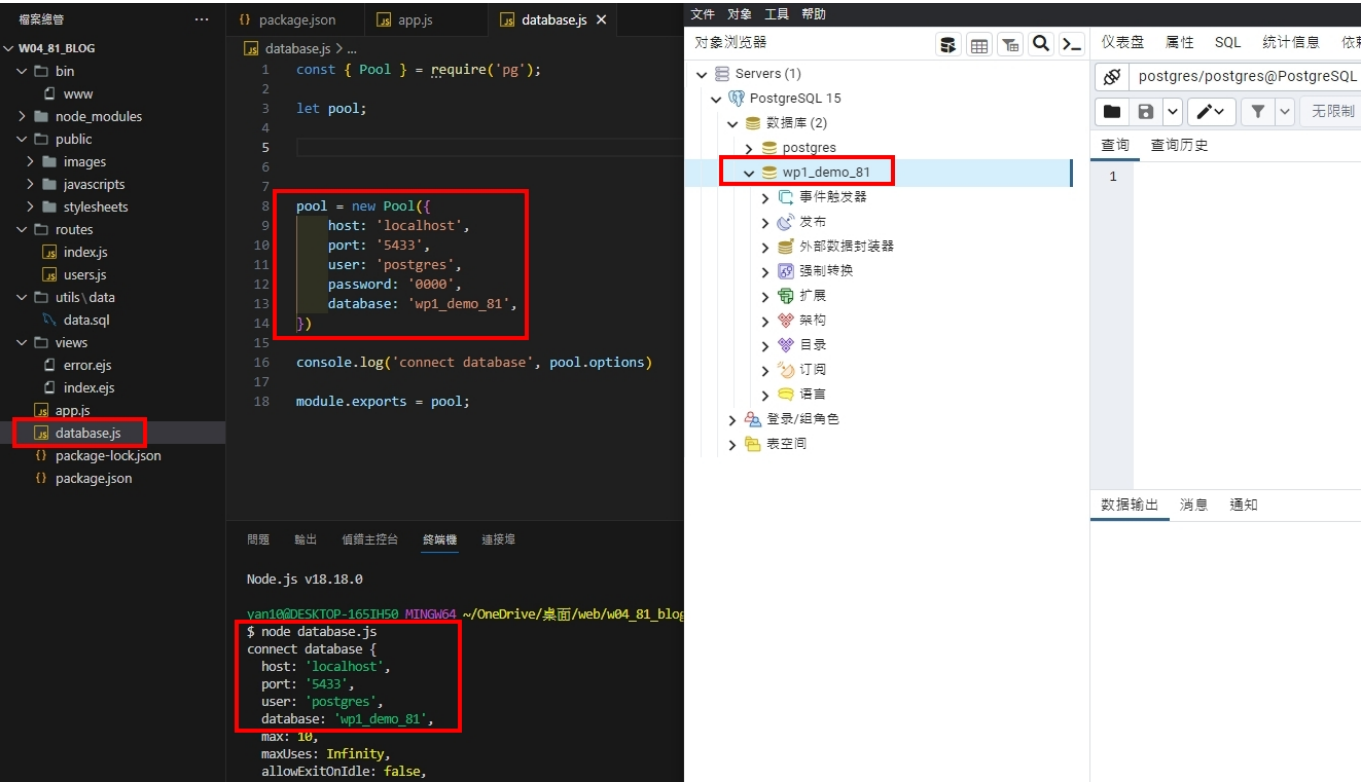 檔案總管 ···
W04_81_BLOG
bin
www
node_modules
public
images
javascripts
stylesheets
routes
index.js
users.js
utils\data
data.sql
views
error.ejs
index.ejs
app.js
database.js
package-lock.json
package.json
package.json app.js database.js
database.js > ...
1 const { Pool } = require('pg');
2
3 let pool;
4
5
6
7
8 pool = new Pool({
9 host: 'localhost',
10 port: '5433',
11 user: 'postgres',
12 password: '0000',
13 database: 'wp1_demo_81',
14 })
15
16 console.log('connect database', pool.options)
17
18 module.exports = pool;
問題 輸出 偵錯主控台 終端機 連接埠
Node.js v18.18.0
yan10@DESKTOP-165IH50 MINGW64 ~/OneDrive/桌面/web/w04_81_blog
$ node database.js
connect database {
host: 'localhost',
port: '5433',
user: 'postgres',
database: 'wp1_demo_81',
max: 10,
maxUses: Infinity,
allowExitOnIdle: false,
文件 对象 工具 帮助
对象浏览器
Servers (1)
PostgreSQL 15
数据库 (2)
postgres
wp1_demo_81
事件触发器
发布
外部数据封装器
强制转换
扩展
架构
目录
订阅
语言
登录/组角色
表空间
仪表盘 属性 SQL 统计信息
postgres/postgres@PostgreSQL
无限制
查询 查询历史
1
数据输出 消息 通知